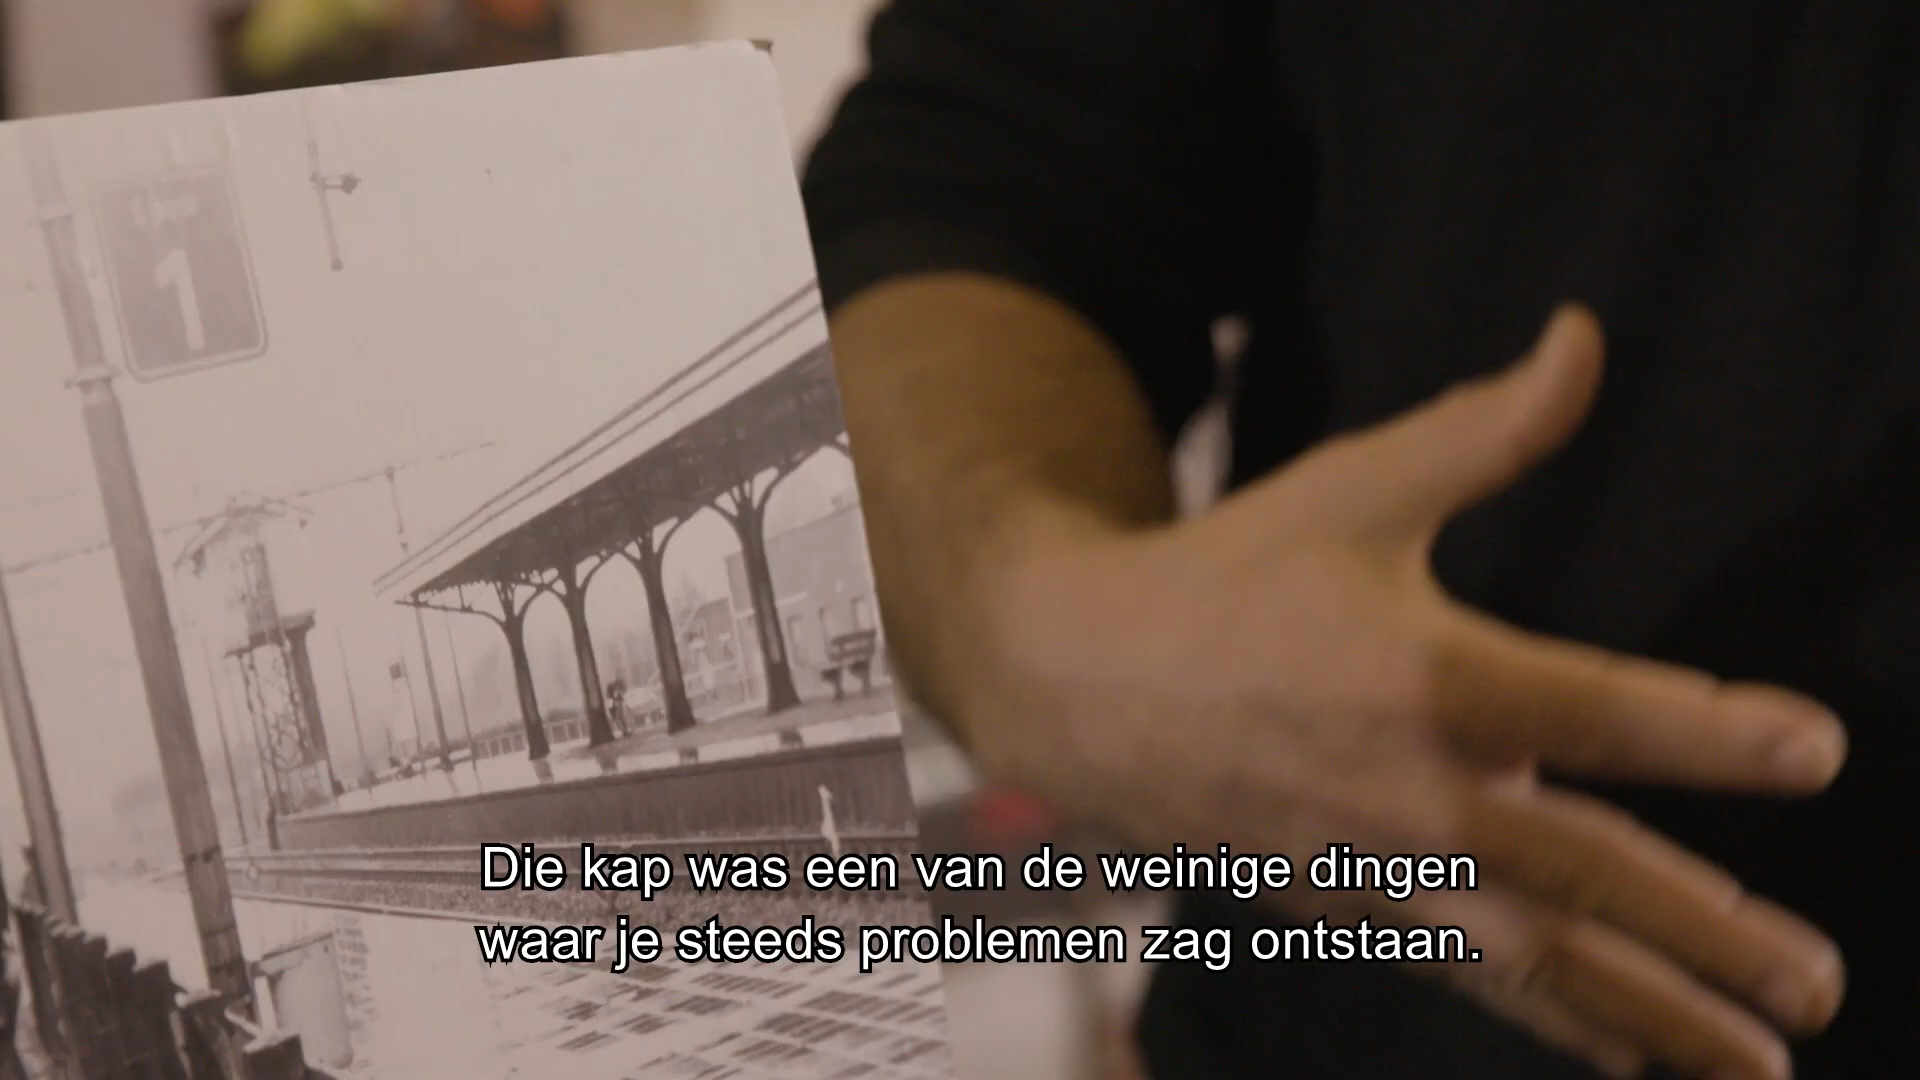 1
Die kap was een van de weinige dingen
waar je steeds problemen zag ontstaan.